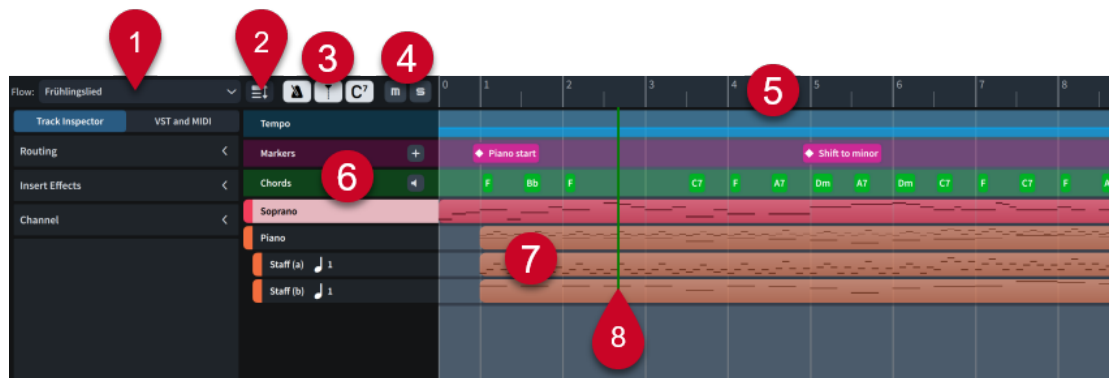 1
2
3
4
5
6
7
8
Flow: Frühlingslied
C7
m s
0 1 2 3 4 5 6 7 8
Track Inspector VST and MIDI
Tempo
Routing
Markers +
Piano start Shift to minor
Insert Effects
Chords
F Bb F C7 F A7 Dm A7 Dm C7 F C7 F A
Channel
Soprano
Piano
Staff (a) 1
Staff (b) 1